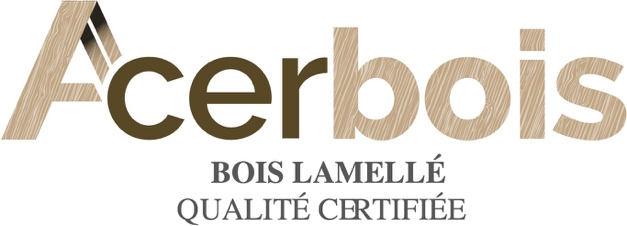 Acerbois
BOIS LAMELLÉ
QUALITÉ CERTIFIÉE